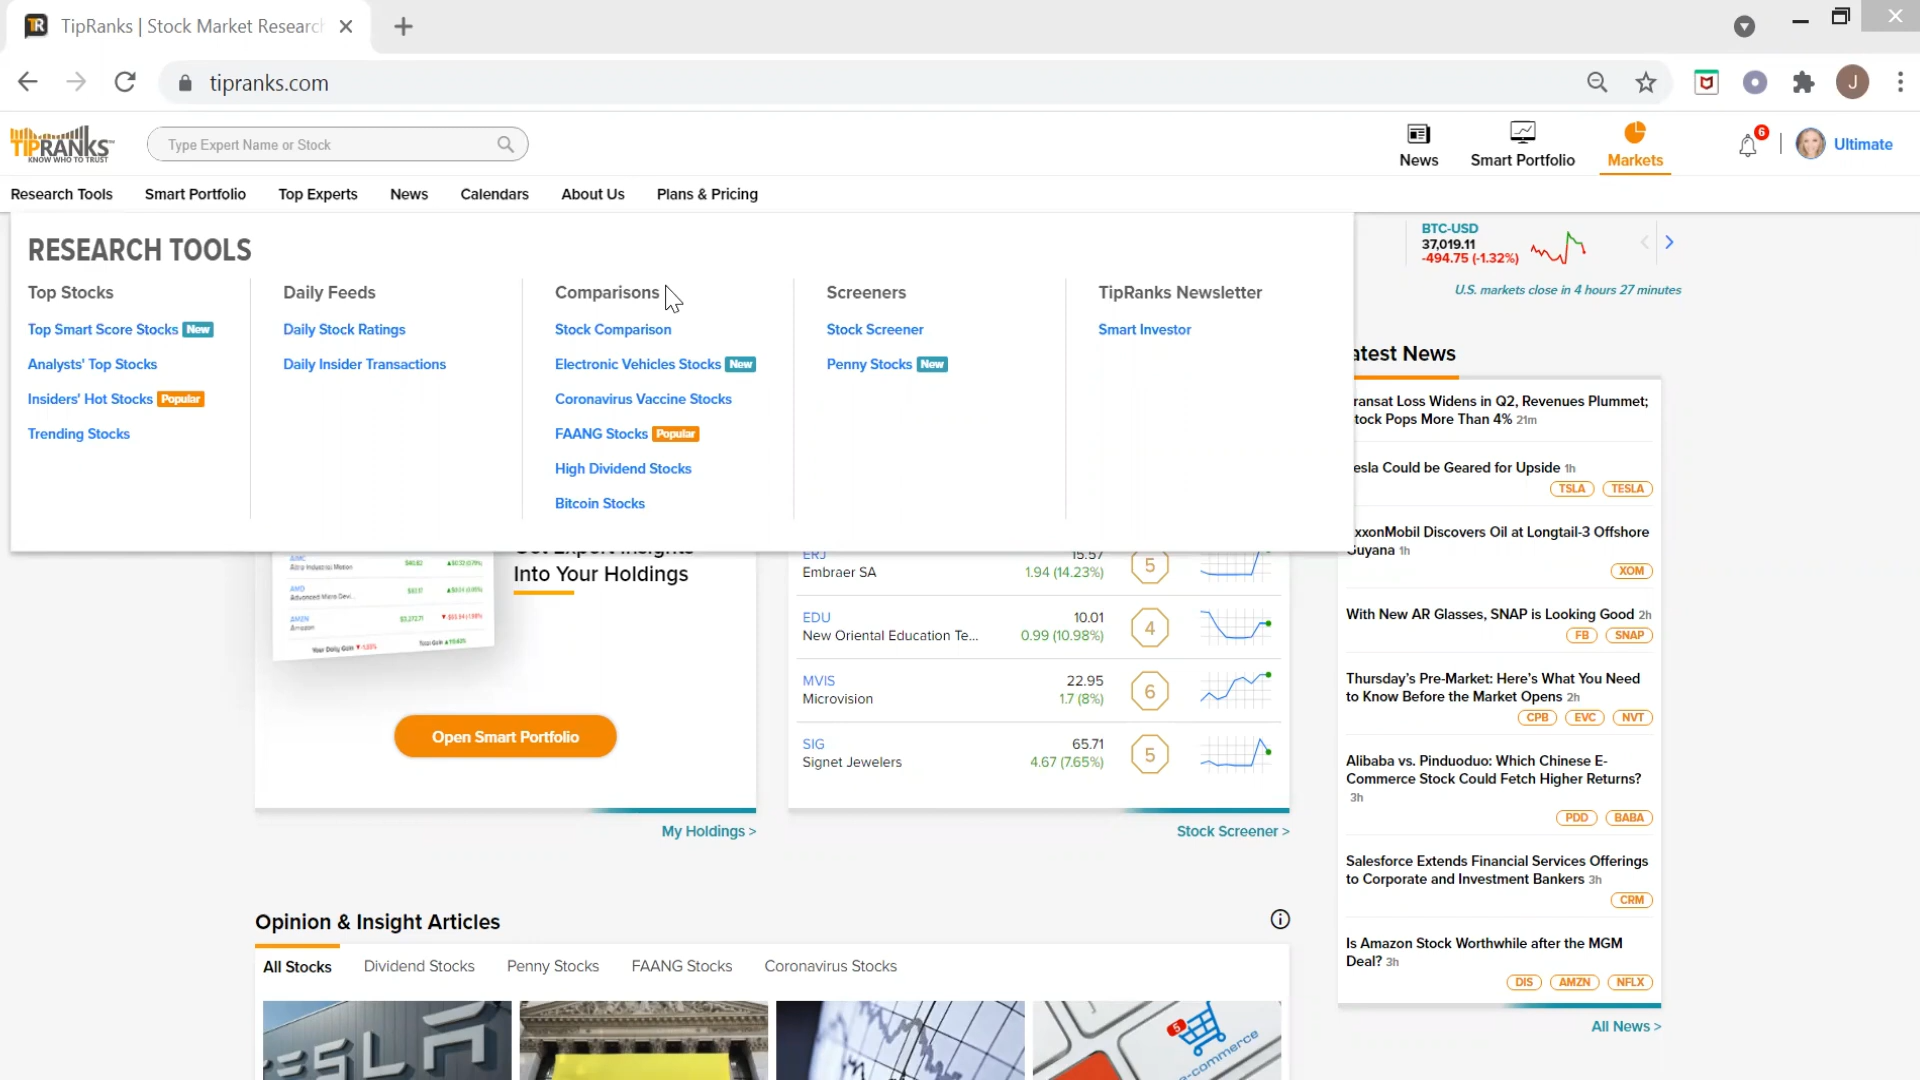 TipRanks | Stock Market Research
tipranks.com
J
TIPRANKS
KNOW WHO TO TRUST
Type Expert Name or Stock
News
Smart Portfolio
Markets
6
Ultimate
Research Tools
Smart Portfolio
Top Experts
News
Calendars
About Us
Plans & Pricing
RESEARCH TOOLS
Top Stocks
Top Smart Score Stocks New
Analysts' Top Stocks
Insiders' Hot Stocks Popular
Trending Stocks
Daily Feeds
Daily Stock Ratings
Daily Insider Transactions
Comparisons
Stock Comparison
Electronic Vehicles Stocks New
Coronavirus Vaccine Stocks
FAANG Stocks Popular
High Dividend Stocks
Bitcoin Stocks
Screeners
Stock Screener
Penny Stocks New
TipRanks Newsletter
Smart Investor
BTC-USD
37,019.11
-494.75 (-1.32%)
U.S. markets close in 4 hours 27 minutes
Get Expert Insights
Into Your Holdings
Open Smart Portfolio
My Holdings >
ERJ 15.57
Embraer SA 1.94 (14.23%) 5
EDU 10.01
New Oriental Education Te... 0.99 (10.98%) 4
MVIS 22.95
Microvision 1.7 (8%) 6
SIG 65.71
Signet Jewelers 4.67 (7.65%) 5
Stock Screener >
atest News
ransat Loss Widens in Q2, Revenues Plummet;
tock Pops More Than 4% 21m
esla Could be Geared for Upside 1h
TSLA TESLA
xxonMobil Discovers Oil at Longtail-3 Offshore
Guyana 1h
XOM
With New AR Glasses, SNAP is Looking Good 2h
FB SNAP
Thursday's Pre-Market: Here's What You Need
to Know Before the Market Opens 2h
CPB EVC NVT
Alibaba vs. Pinduoduo: Which Chinese E-
Commerce Stock Could Fetch Higher Returns?
3h
PDD BABA
Salesforce Extends Financial Services Offerings
to Corporate and Investment Bankers 3h
CRM
Is Amazon Stock Worthwhile after the MGM
Deal? 3h
DIS AMZN NFLX
All News >
Opinion & Insight Articles
All Stocks
Dividend Stocks
Penny Stocks
FAANG Stocks
Coronavirus Stocks
TESLA
5
e-commerce